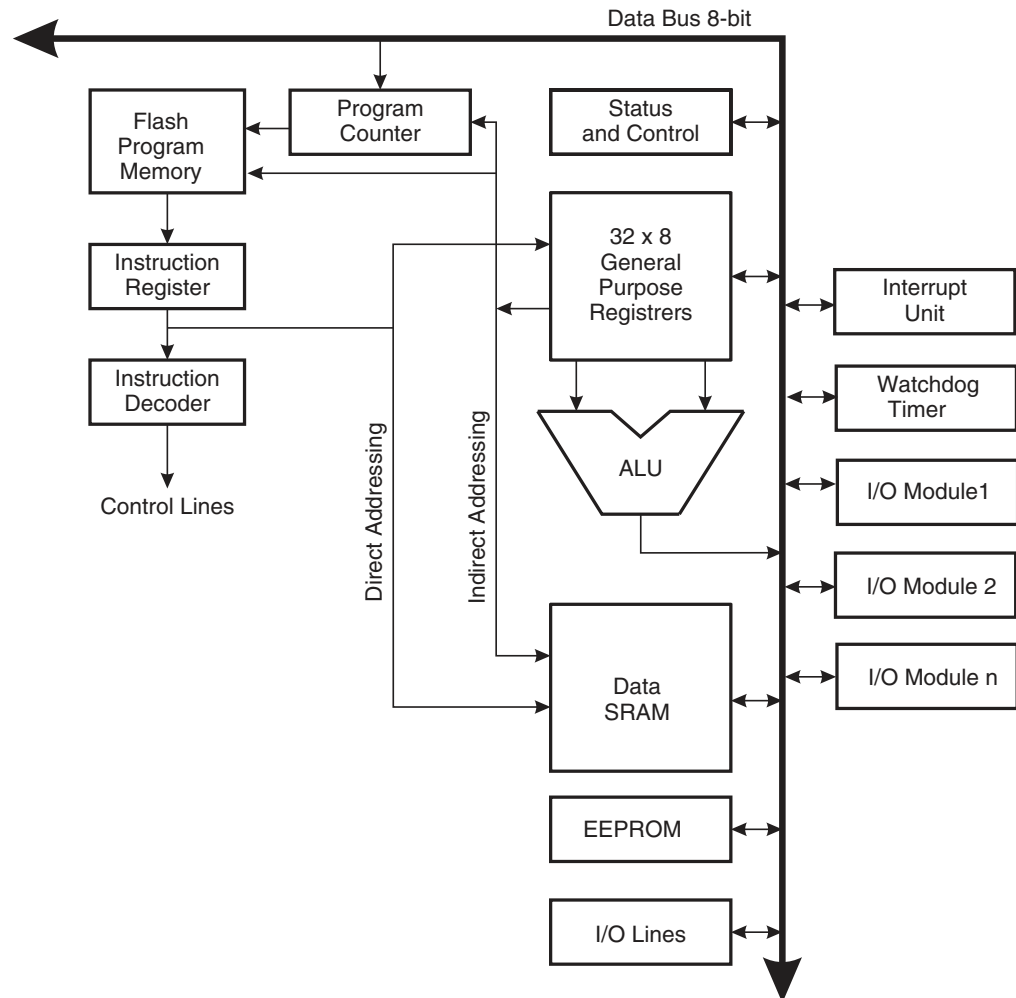 Data Bus 8-bit
Flash
Program
Memory
Program
Counter
Status
and Control
32 x 8
General
Purpose
Registrers
Instruction
Register
Instruction
Decoder
Control Lines
Direct Addressing
Indirect Addressing
ALU
Interrupt
Unit
Watchdog
Timer
I/O Module1
I/O Module 2
I/O Module n
Data
SRAM
EEPROM
I/O Lines